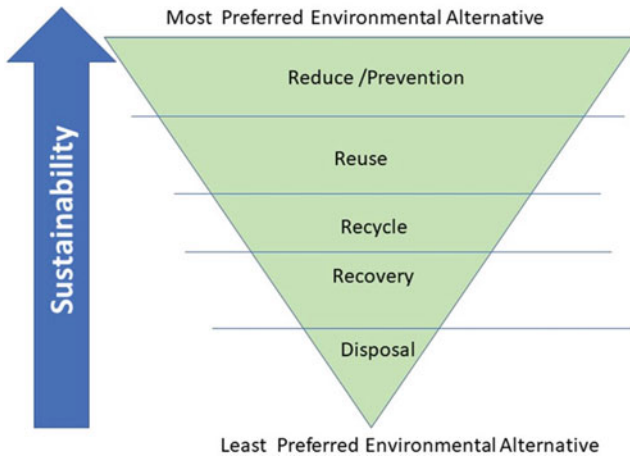 Most Preferred Environmental Alternative
Reduce /Prevention
Reuse
Recycle
Recovery
Disposal
Least Preferred Environmental Alternative
Sustainability